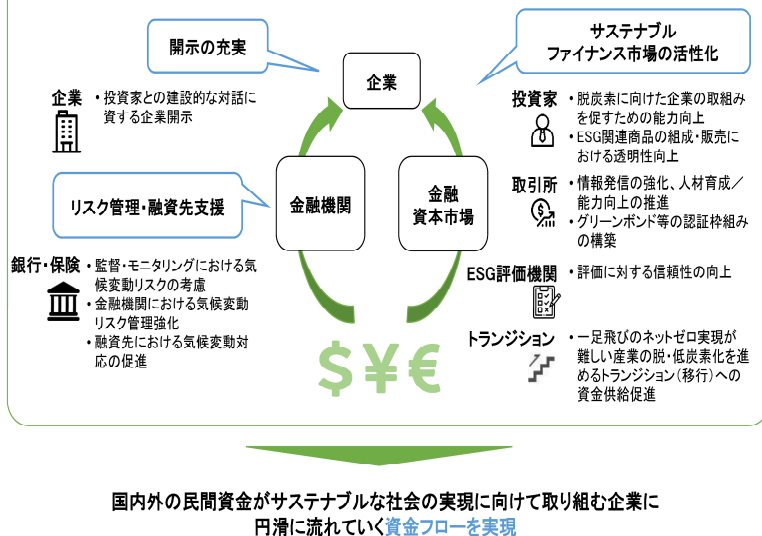 開示の充実
サステナブル
ファイナンス市場の活性化
企業
企業
・投資家との建設的な対話に
資する企業開示
投資家
・脱炭素に向けた企業の取組み
を促すための能力向上
・ESG関連商品の組成・販売に
おける透明性向上
金融機関
金融
資本市場
取引所
・情報発信の強化、人材育成／
能力向上の推進
・グリーンボンド等の認証枠組み
の構築
リスク管理・融資先支援
銀行・保険
・監督・モニタリングにおける気
候変動リスクの考慮
・金融機関における気候変動
リスク管理強化
・融資先における気候変動対
応の促進
ESG評価機関
・評価に対する信頼性の向上
トランジション
・一足飛びのネットゼロ実現が
難しい産業の脱・低炭素化を進
めるトランジション（移行）への
資金供給促進
$¥€
国内外の民間資金がサステナブルな社会の実現に向けて取り組む企業に
円滑に流れていく資金フローを実現